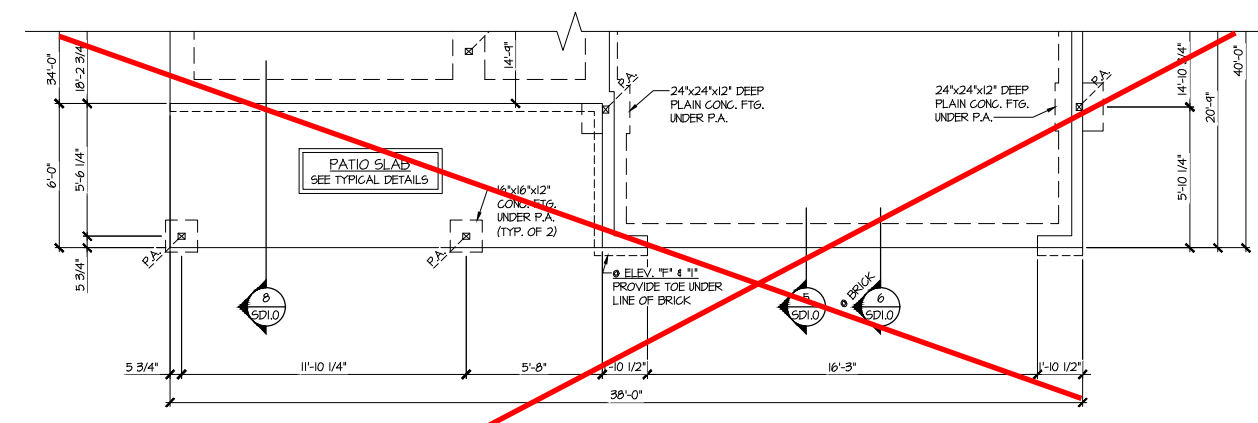 34'-0"
18'-2 3/4
14'-9"
P.A.
24"x24"x12" DEEP
PLAIN CONC. FTG.
UNDER P.A.
24"x24"x12" DEEP
PLAIN CONC. FTG.
UNDER P.A.
P.A.
14'-10 1/4"
20'-9"
40'-0"
6'-0"
5'-6 1/4"
PATIO SLAB
SEE TYPICAL DETAILS
16"x16"x12"
CONC. FTG.
UNDER P.A.
(TYP. OF 2)
5'-10 1/4"
P.A.
P.A.
5 3/4"
@ ELEV. "F" & "I"
PROVIDE TOE UNDER
LINE OF BRICK
8
SD1.0
5
SD1.0
@ BRICK
6
SD1.0
5 3/4"
11'-10 1/4"
5'-8"
-10 1/2"
16'-3"
1'-10 1/2"
38'-0"